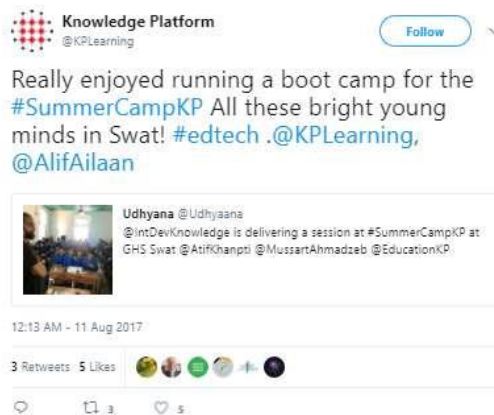 Knowledge Platform
@KPLearning
Follow
Really enjoyed running a boot camp for the
#SummerCampKP All these bright young
minds in Swat! #edtech .@KPLearning,
@AlifAilaan
Udhyana @Udhyaana
@IntDevKnowledge is delivering a session at #SummerCampKP at
GHS Swat @AtifKhanpti @MussartAhmadzeb @EducationKP
12:13 AM - 11 Aug 2017
3 Retweets 5 Likes
3 5